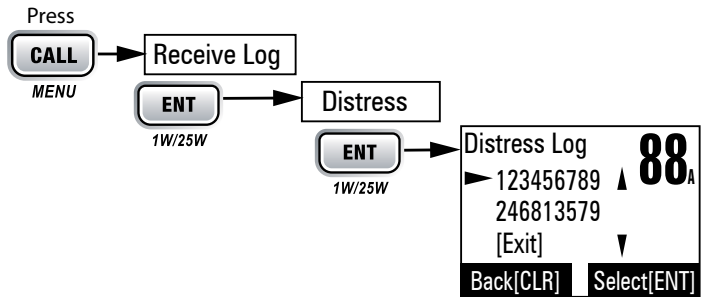 Press
CALL
MENU
Receive Log
ENT
1W/25W
Distress
ENT
1W/25W
Distress Log
88A
123456789
246813579
[Exit]
Back[CLR] Select[ENT]